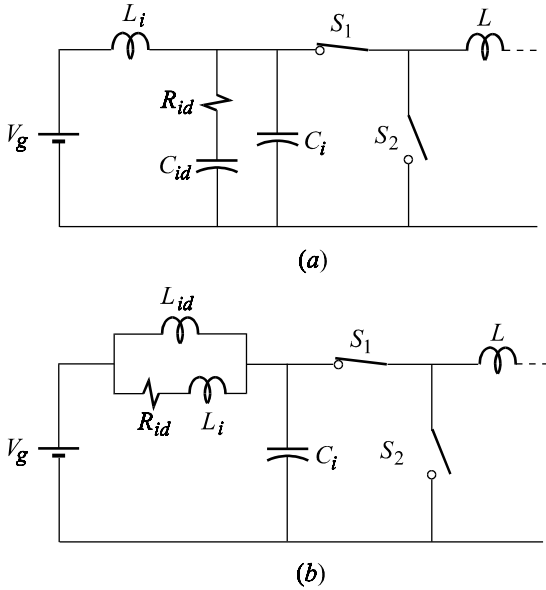 L_i
S_1
L
R_id
V_g
S_2
C_id
C_i
(a)
L_id
S_1
L
R_id
L_i
V_g
C_i
S_2
(b)